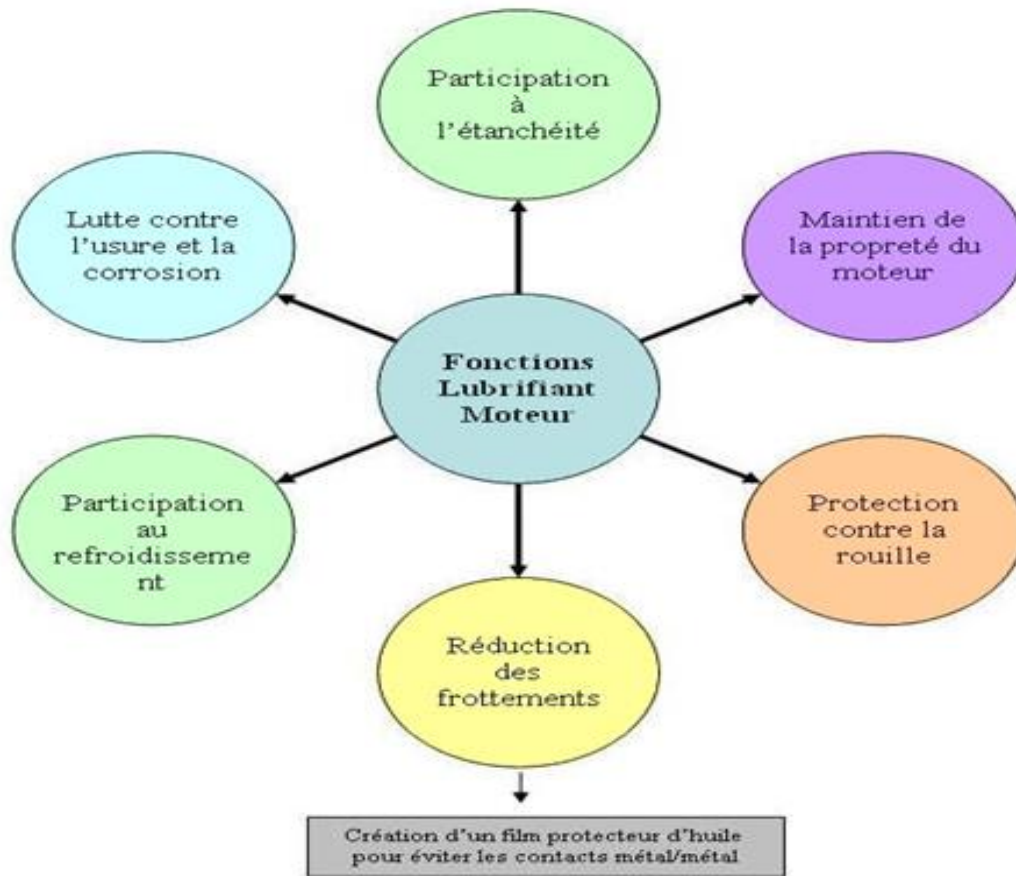 Participation
à
l'étanchéité
Lutte contre
l'usure et la
corrosion
Maintien de
la propreté du
moteur
Fonctions
Lubrifiant
Moteur
Participation
au
refroidisseme
nt
Protection
contre la
rouille
Réduction
des
frottements
Création d'un film protecteur d'huile
pour éviter les contacts métal/métal